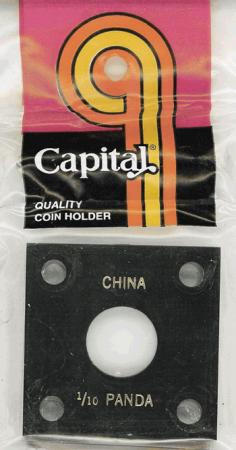 Capital®
QUALITY
COIN HOLDER
CHINA
1/10 PANDA